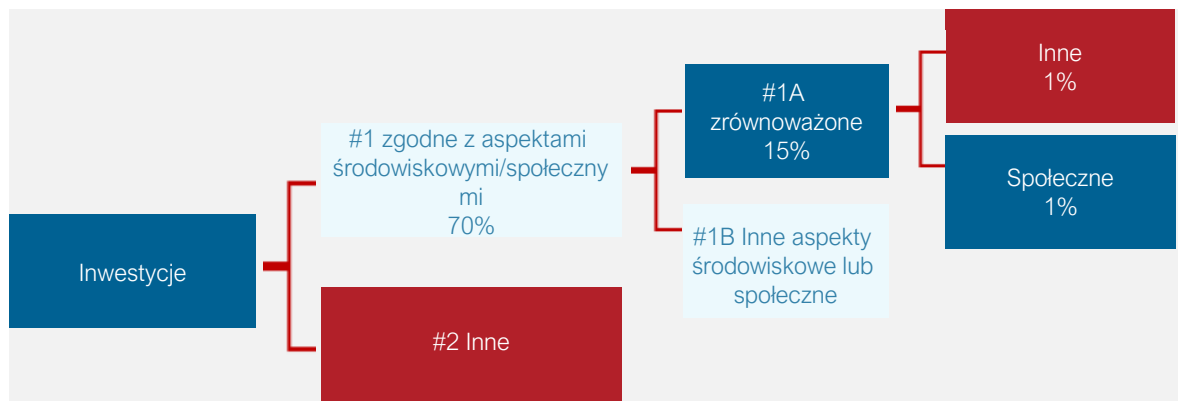 Inwestycje
#1 zgodne z aspektami
środowiskowymi/społeczny
mi
70%
#2 Inne
#1A
zrównoważone
15%
#1B Inne aspekty
środowiskowe lub
społeczne
Inne
1%
Społeczne
1%